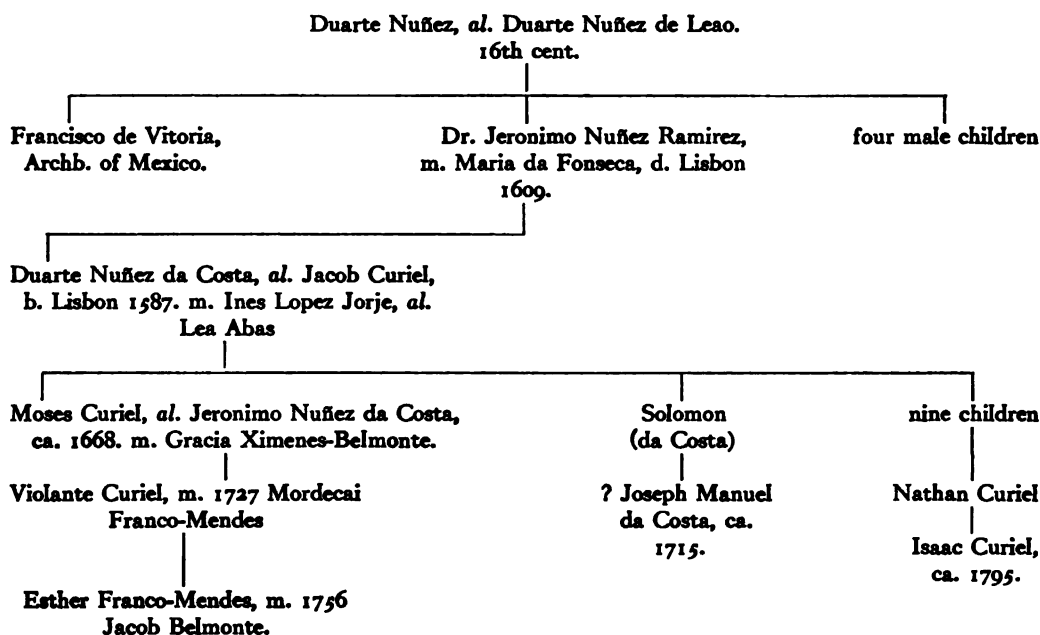 Duarte Nuñez, al. Duarte Nuñez de Leao.
16th cent.
Francisco de Vitoria,
Archb. of Mexico.
Dr. Jeronimo Nuñez Ramirez,
m. Maria da Fonseca, d. Lisbon
1609.
four male children
Duarte Nuñez da Costa, al. Jacob Curiel,
b. Lisbon 1587. m. Ines Lopez Jorje, al.
Lea Abas
Moses Curiel, al. Jeronimo Nuñez da Costa,
ca. 1668. m. Gracia Ximenes-Belmonte.
Solomon
(da Costa)
nine children
Violante Curiel, m. 1727 Mordecai
Franco-Mendes
? Joseph Manuel
da Costa, ca.
1715.
Nathan Curiel
Isaac Curiel,
ca. 1795.
Esther Franco-Mendes, m. 1756
Jacob Belmonte.